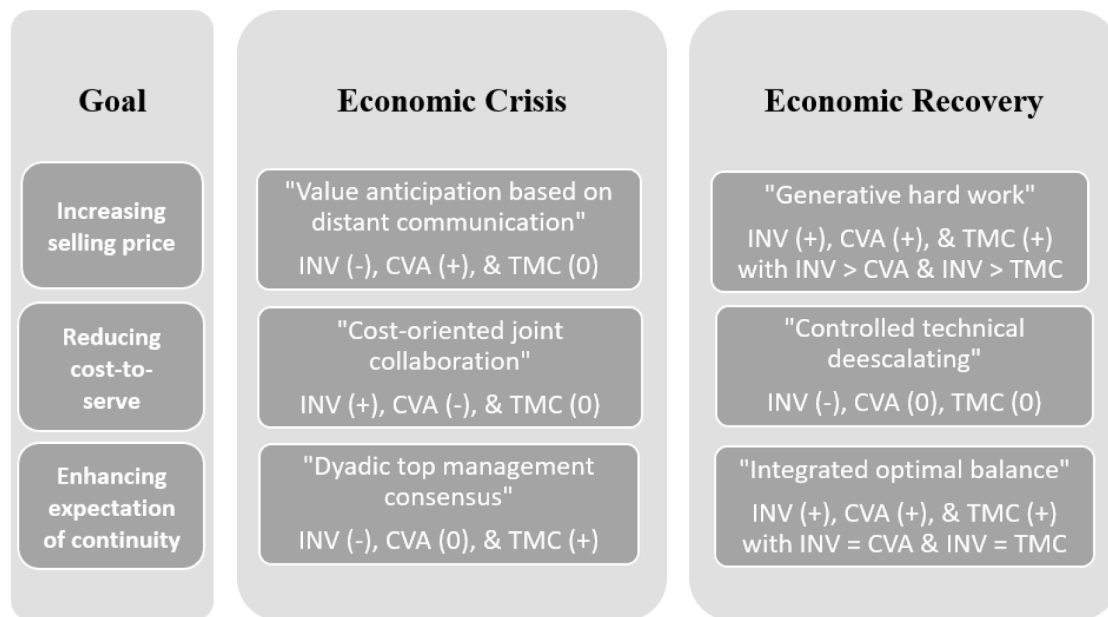 Goal
Economic Crisis
Economic Recovery
Increasing
selling price
"Value anticipation based on
distant communication"
INV (-), CVA (+), & TMC (0)
"Generative hard work"
INV (+), CVA (+), & TMC (+)
with INV > CVA & INV > TMC
Reducing
cost-to-
serve
"Cost-oriented joint
collaboration"
INV (+), CVA (-), & TMC (0)
"Controlled technical
deescalating"
INV (-), CVA (0), TMC (0)
Enhancing
expectation
of continuity
"Dyadic top management
consensus"
INV (-), CVA (0), & TMC (+)
"Integrated optimal balance"
INV (+), CVA (+), & TMC (+)
with INV = CVA & INV = TMC